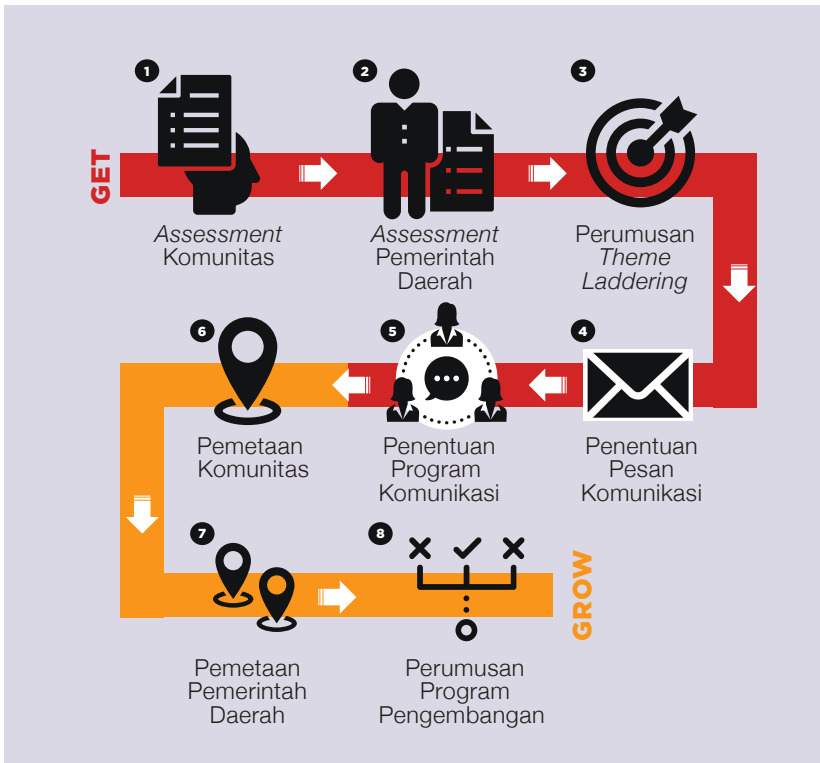 GET
1
Assessment
Komunitas
2
Assessment
Pemerintah
Daerah
3
Perumusan
Theme
Laddering
4
Penentuan
Pesan
Komunikasi
5
Penentuan
Program
Komunikasi
6
Pemetaan
Komunitas
7
Pemetaan
Pemerintah
Daerah
8
Perumusan
Program
Pengembangan
GROW